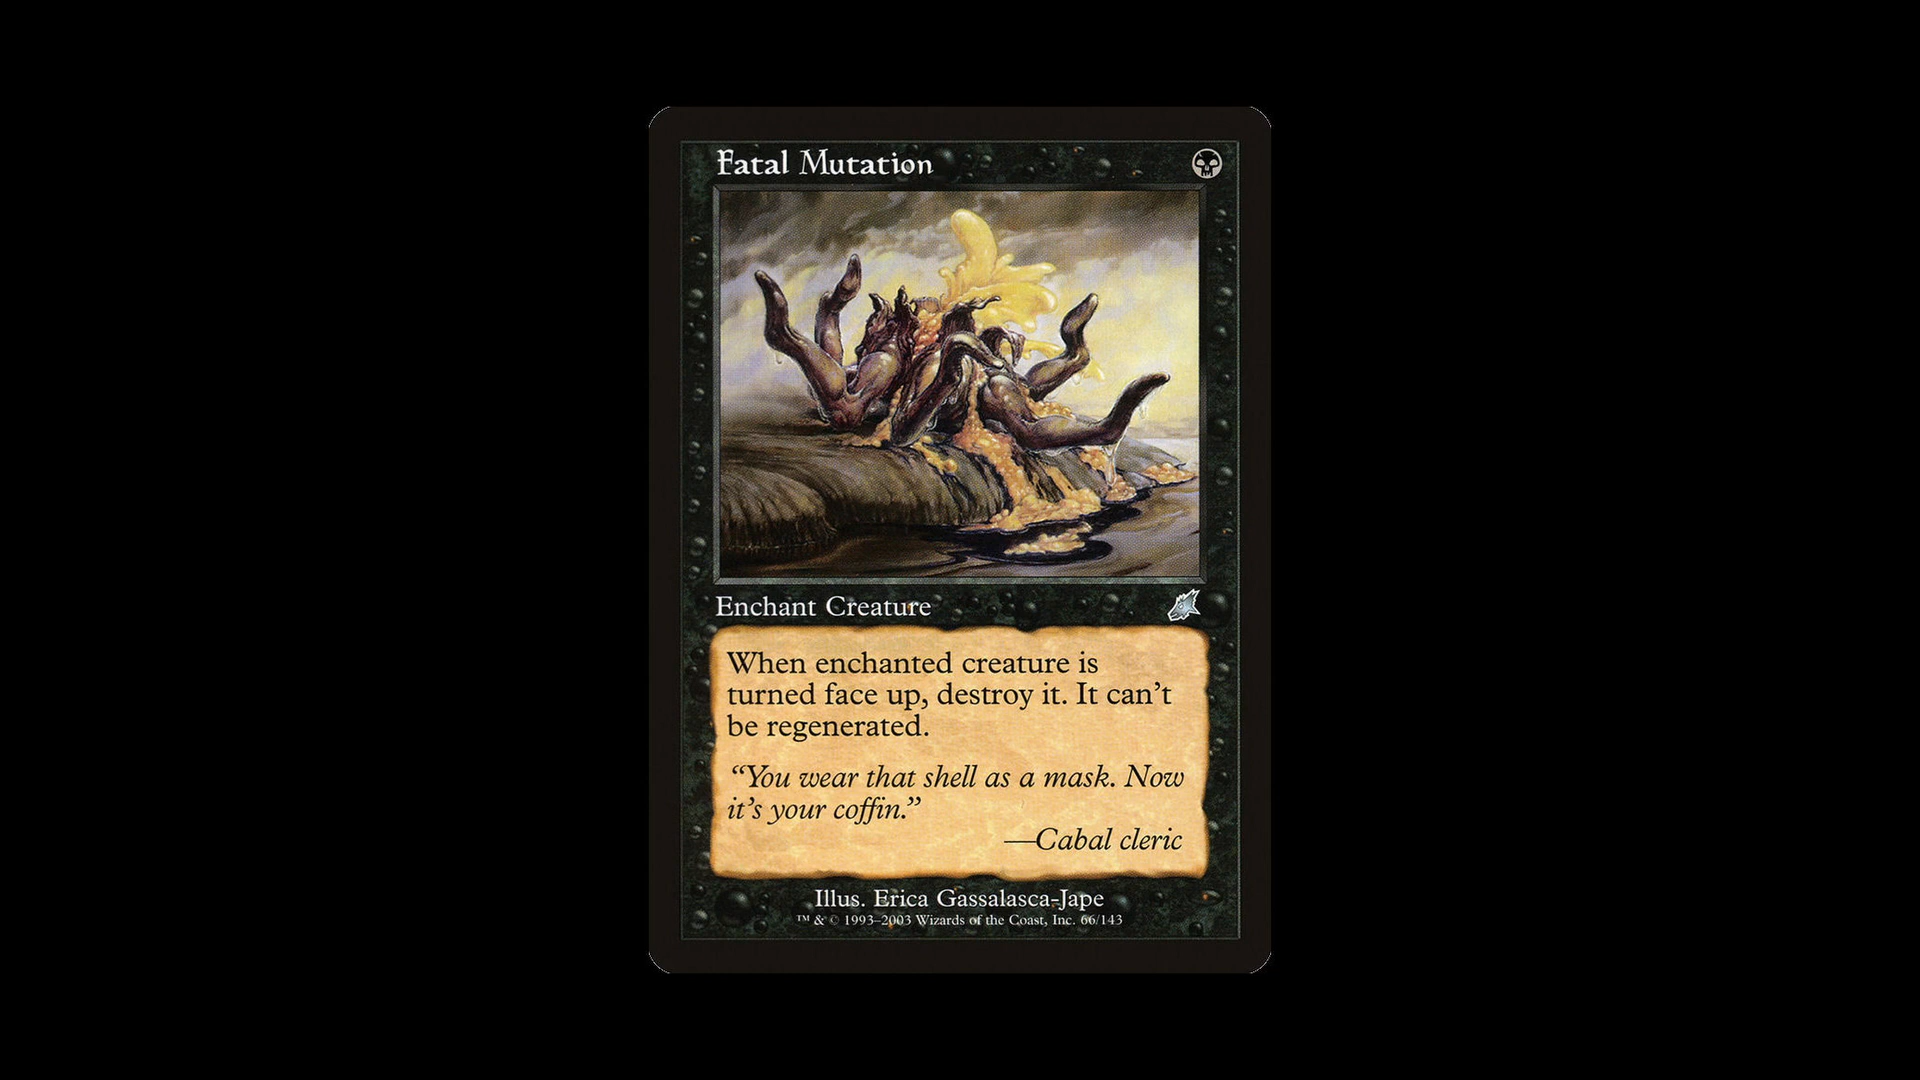 Fatal Mutation
Enchant Creature
When enchanted creature is
turned face up, destroy it. It can't
be regenerated.
“You wear that shell as a mask. Now
it's your coffin.”
—Cabal cleric
Illus. Erica Gassalasca-Jape
™ & © 1993–2003 Wizards of the Coast, Inc. 66/143